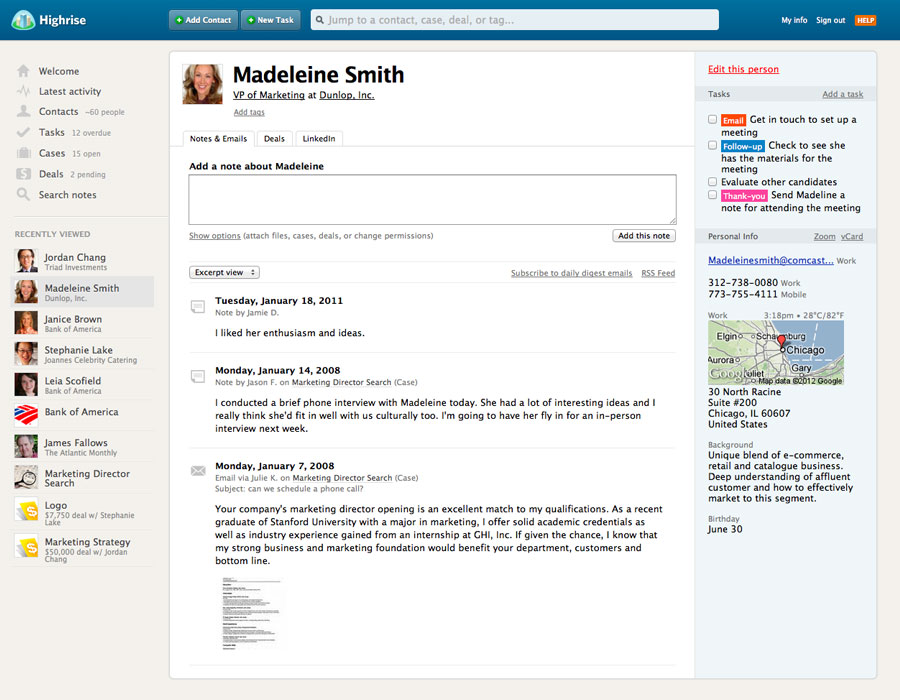 Highrise
Add Contact
New Task
Jump to a contact, case, deal, or tag...
My info
Sign out
HELP
Welcome
Latest activity
Contacts ~60 people
Tasks 12 overdue
Cases 15 open
Deals 2 pending
Search notes
RECENTLY VIEWED
Jordan Chang
Triad Investments
Madeleine Smith
Dunlop, Inc.
Janice Brown
Bank of America
Stephanie Lake
Joannes Celebrity Catering
Leia Scofield
Bank of America
Bank of America
James Fallows
The Atlantic Monthly
Marketing Director
Search
Logo
$7,750 deal w/ Stephanie
Lake
Marketing Strategy
$50,000 deal w/ Jordan
Chang
Madeleine Smith
VP of Marketing at Dunlop, Inc.
Add tags
Notes & Emails
Deals
LinkedIn
Add a note about Madeleine
Show options (attach files, cases, deals, or change permissions)
Add this note
Excerpt view
Subscribe to daily digest emails
RSS Feed
Tuesday, January 18, 2011
Note by Jamie D.
I liked her enthusiasm and ideas.
Monday, January 14, 2008
Note by Jason F. on Marketing Director Search (Case)
I conducted a brief phone interview with Madeleine today. She had a lot of interesting ideas and I
really think she'd fit in well with us culturally too. I'm going to have her fly in for an in-person
interview next week.
Monday, January 7, 2008
Email via Julie K. on Marketing Director Search (Case)
Subject: can we schedule a phone call?
Your company's marketing director opening is an excellent match to my qualifications. As a recent
graduate of Stanford University with a major in marketing, I offer solid academic credentials as
well as industry experience gained from an internship at GHI, Inc. If given the chance, I know that
my strong business and marketing foundation would benefit your department, customers and
bottom line.
Edit this person
Tasks
Add a task
Email Get in touch to set up a
meeting
Follow-up Check to see she
has the materials for the
meeting
Evaluate other candidates
Thank-you Send Madeline a
note for attending the meeting
Personal Info
Zoom
vCard
Madeleinesmith@comcast... Work
312-738-0080 Work
773-755-4111 Mobile
Work
3:18pm • 28°C/82°F
Elgin
Chicago
Aurora
Gary
Map data ©2012 Google
30 North Racine
Suite #200
Chicago, IL 60607
United States
Background
Unique blend of e-commerce,
retail and catalogue business.
Deep understanding of affluent
customer and how to effectively
market to this segment.
Birthday
June 30